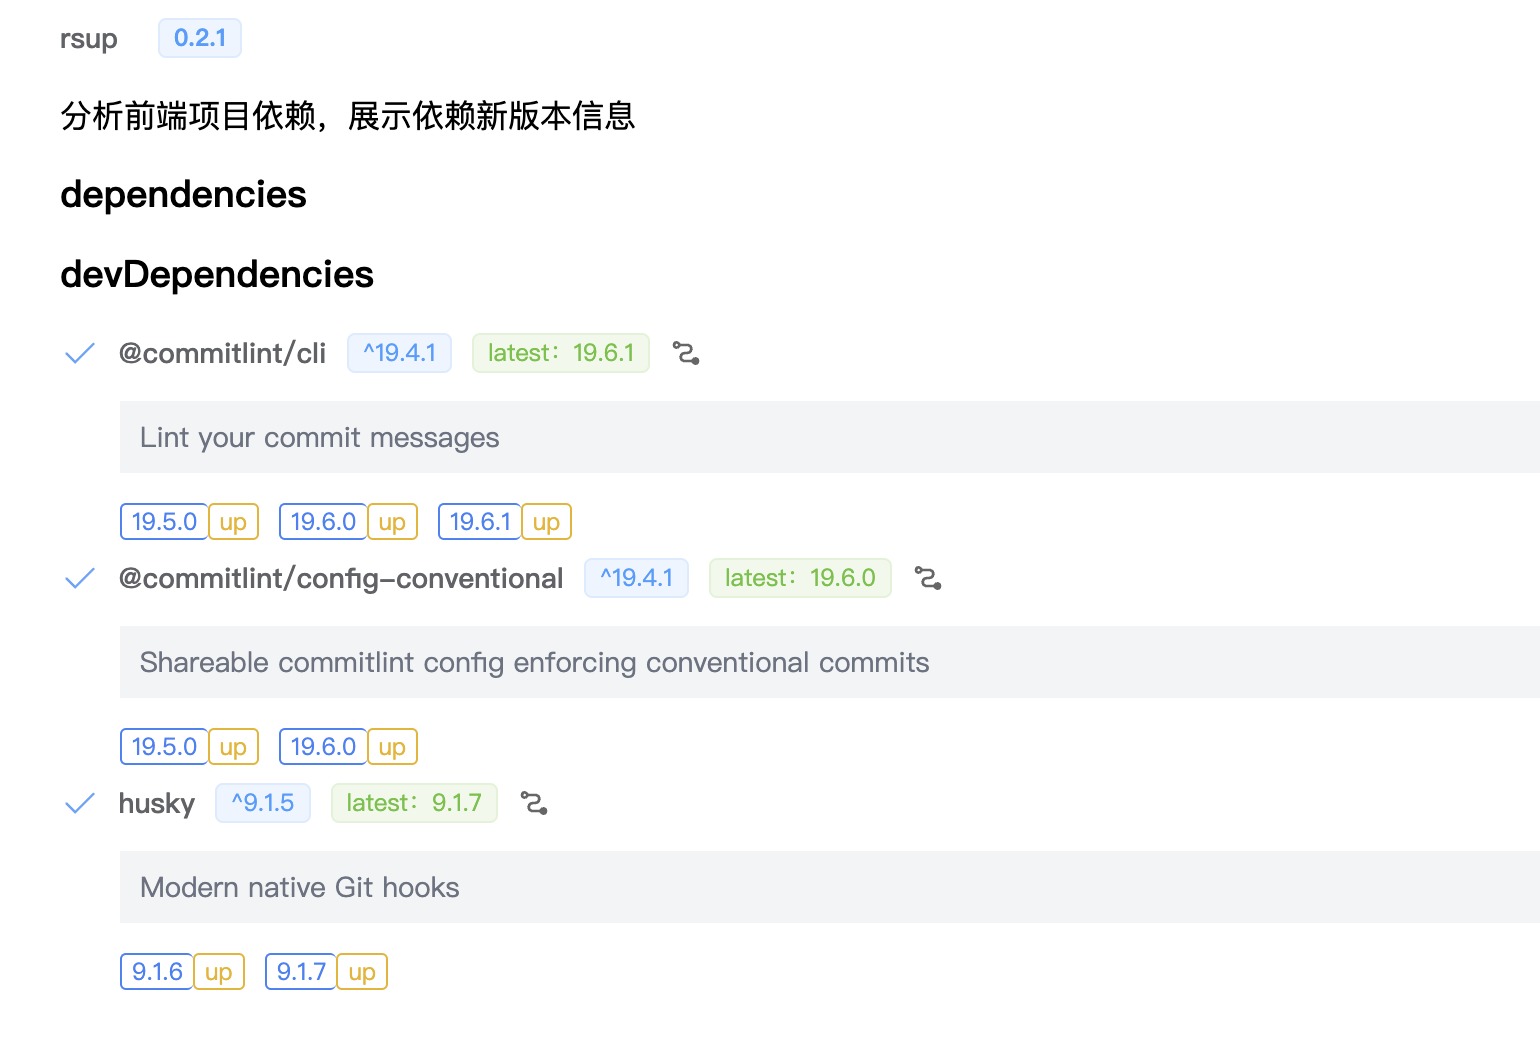 rsup 0.2.1
分析前端项目依赖，展示依赖新版本信息
dependencies
devDependencies
@commitlint/cli ^19.4.1 latest：19.6.1
Lint your commit messages
19.5.0 up 19.6.0 up 19.6.1 up
@commitlint/config-conventional ^19.4.1 latest：19.6.0
Shareable commitlint config enforcing conventional commits
19.5.0 up 19.6.0 up
husky ^9.1.5 latest：9.1.7
Modern native Git hooks
9.1.6 up 9.1.7 up